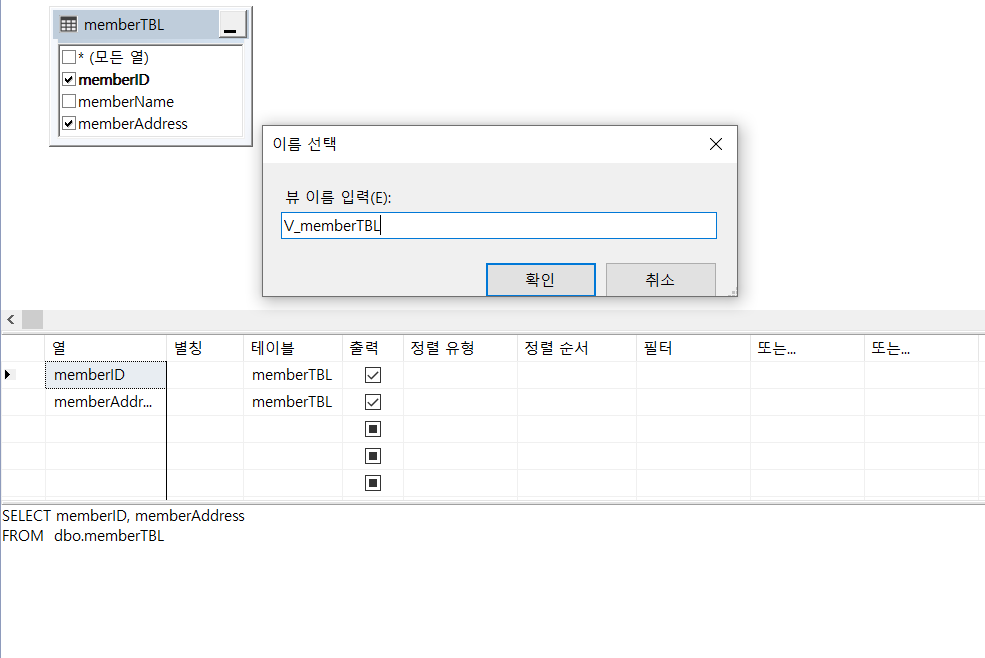 memberTBL
* (모든 열)
memberID
memberName
memberAddress
이름 선택
뷰 이름 입력(E):
V_memberTBL
확인 취소
열 별칭 테이블 출력 정렬 유형 정렬 순서 필터 또는... 또는...
memberID memberTBL
memberAddr... memberTBL
SELECT memberID, memberAddress
FROM dbo.memberTBL